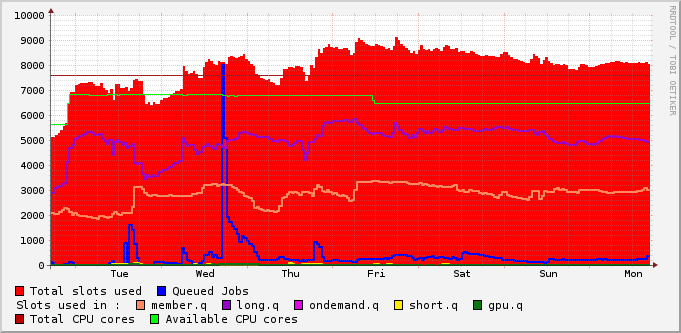 10000
9000
8000
7000
6000
5000
4000
3000
2000
1000
0
Tue Wed Thu Fri Sat Sun Mon
Total slots used Queued Jobs
Slots used in : member.q long.q ondemand.q short.q gpu.q
Total CPU cores Available CPU cores
RRDTOOL / TOBI OETIKER